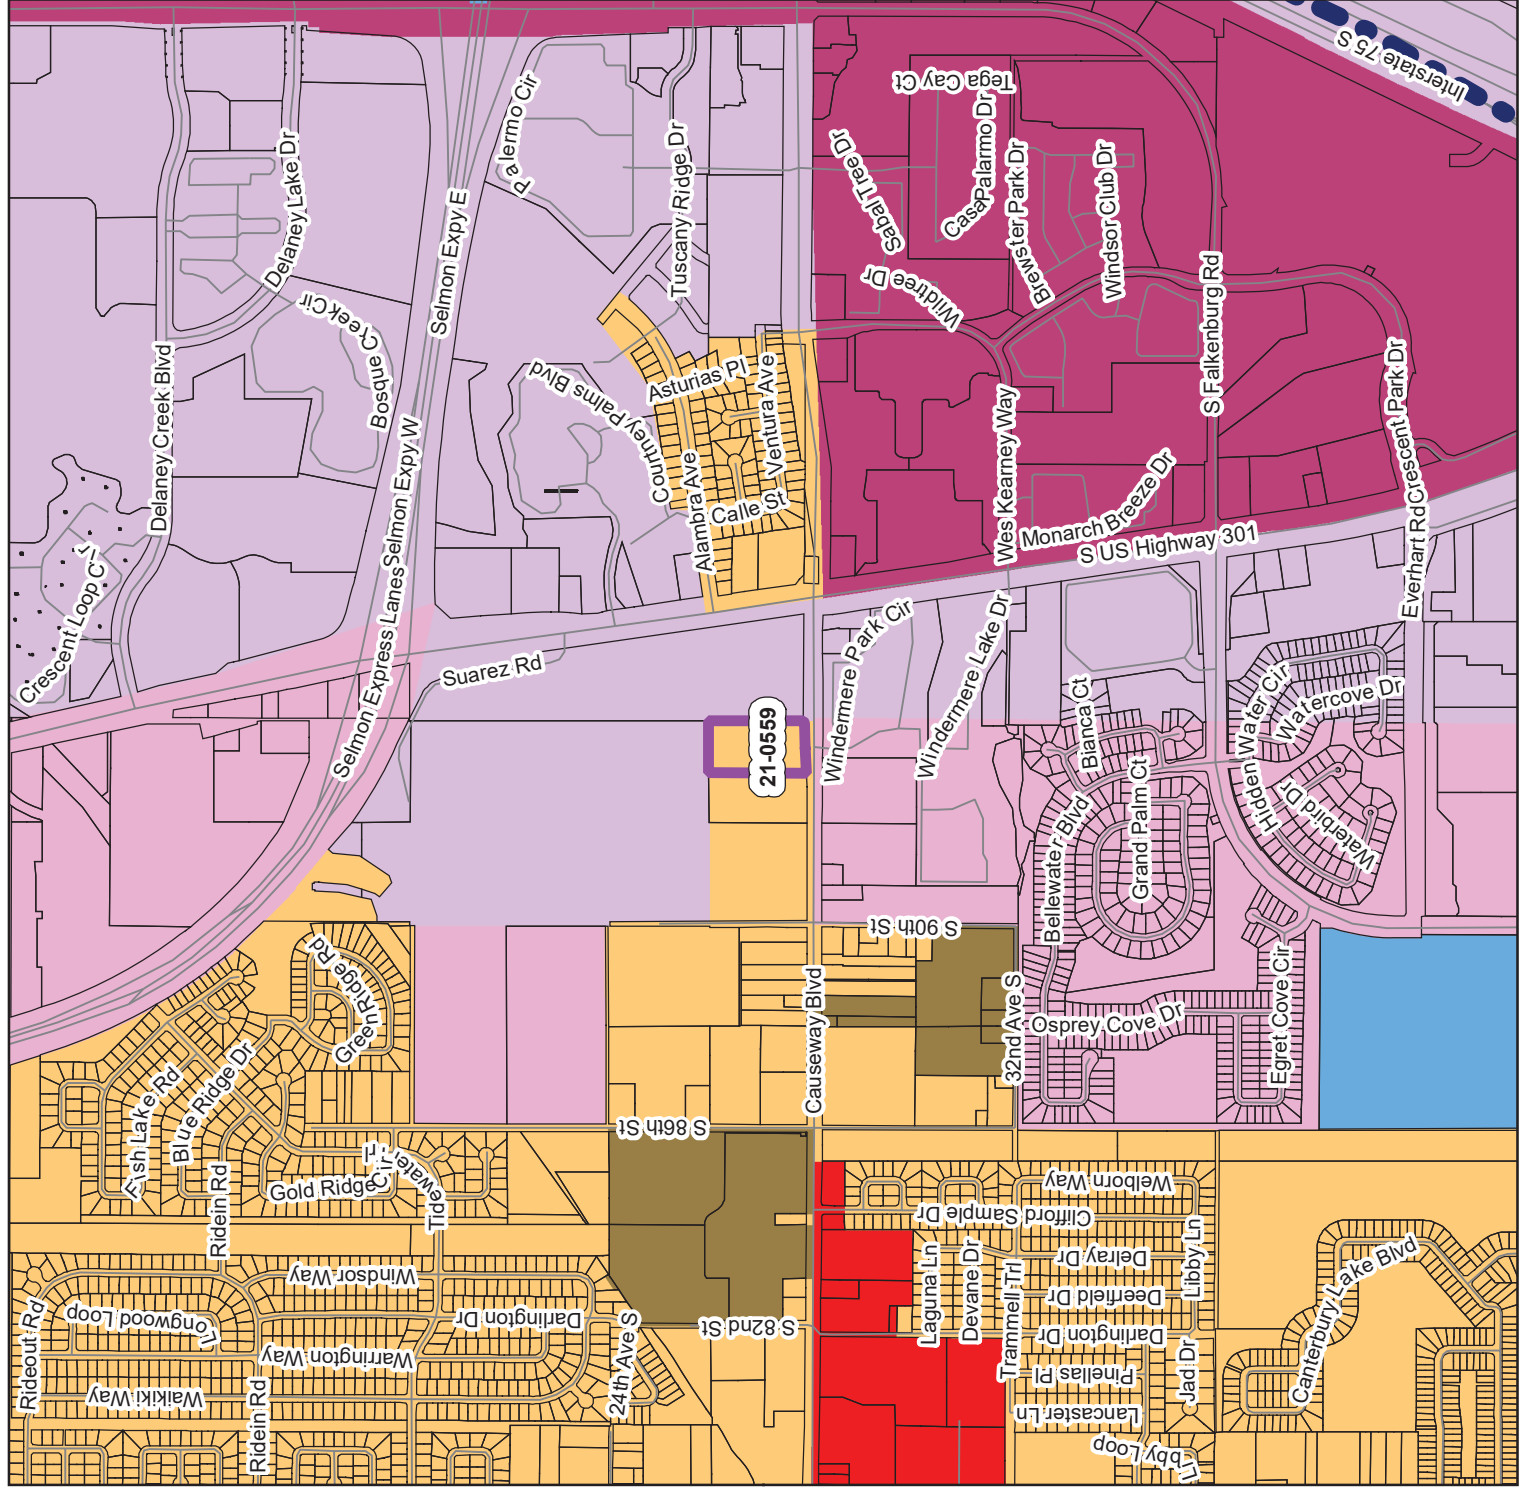 Interstate 75 S
Tega Cay Ct
Palermo Cir
Delaney Lake Dr
Tuscany Ridge Dr
Sabal Tree Dr
CasaPalarmo Dr
Brewster Park Dr
Windsor Club Dr
Selmon Expy E
Windtree Dr
S Falkenburg Rd
Bosque Creek Cir
Delaney Creek Blvd
Courtney Palms Blvd
Asturias Pl
Ventura Ave
Crescent Park Dr
Wes Kearney Way
Selmon Expy W
Alambra Ave
Calle St
Monarch Breeze Dr
S US Highway 301
Everhart Rd
Crescent Loop Cir
Selmon Express Lanes
Suarez Rd
Windermere Park Cir
Windermere Lake Dr
Bianca Ct
Hidden Water Cir
Watercove Dr
21-0559
Grand Palm Ct
Waterbird Dr
Bellewater Blvd
S 90th St
Green Ridge Rd
Causeway Blvd
32nd Ave S
Osprey Cove Dr
Egret Cove Cir
Fish Lake Rd
Blue Ridge Dr
S 86th St
Ridein Rd
Gold Ridge Cir
Tidewater Trl
Welborn Way
Clifford Sample Dr
Windsor Way
Laguna Ln
Devane Dr
Trammell Trl
Delray Dr
Libby Ln
Canterbury Lake Blvd
Rideout Rd
Longwood Loop
Darlington Dr
24th Ave S
S 82nd St
Deerfield Dr
Darlington Dr
Warrington Way
Pinellas Pl
Jad Dr
Waikiki Way
Ridein Rd
Lancaster Ln
Libby Loop